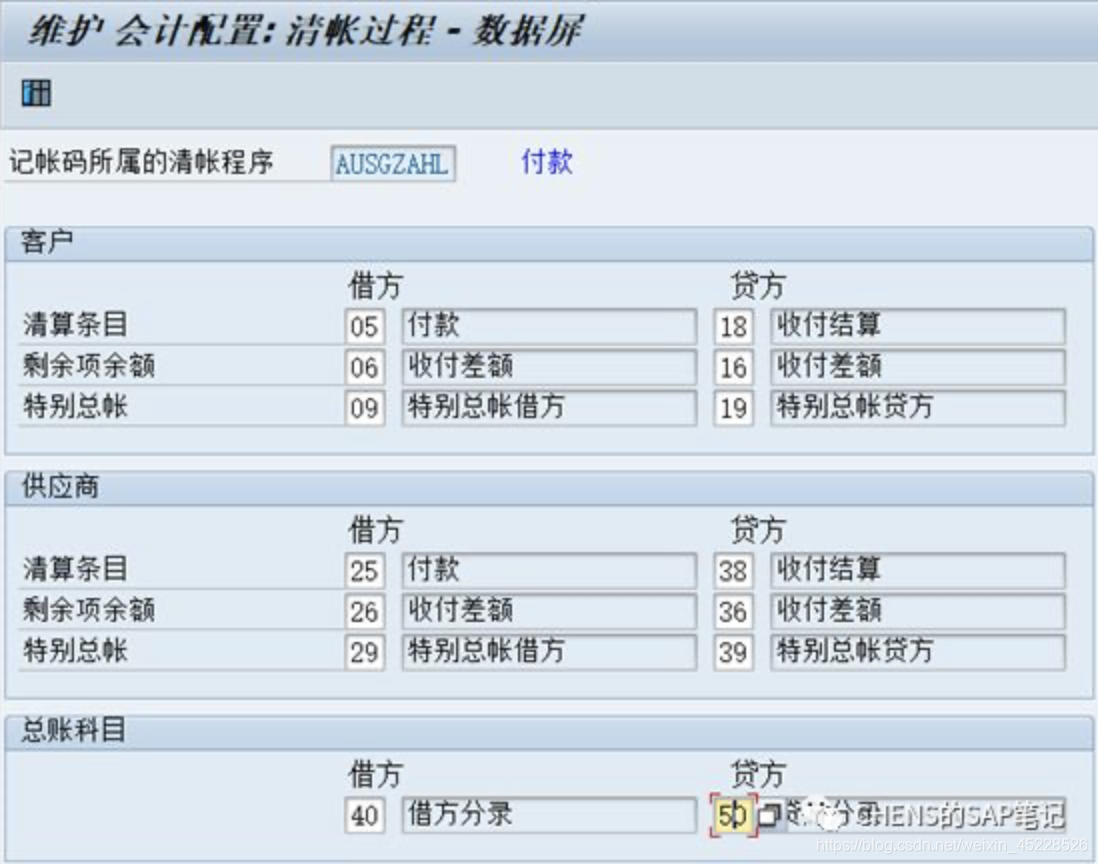 维护 会计配置: 清帐过程 - 数据屏
记帐码所属的清帐程序 AUSGZAHL 付款
客户
借方 贷方
清算条目 05 付款 18 收付结算
剩余项余额 06 收付差额 16 收付差额
特别总帐 09 特别总帐借方 19 特别总帐贷方
供应商
借方 贷方
清算条目 25 付款 38 收付结算
剩余项余额 26 收付差额 36 收付差额
特别总帐 29 特别总帐借方 39 特别总帐贷方
总账科目
借方 贷方
40 借方分录 50 贷方分录
CHENS的SAP笔记
https://blog.csdn.net/weixin_45228526